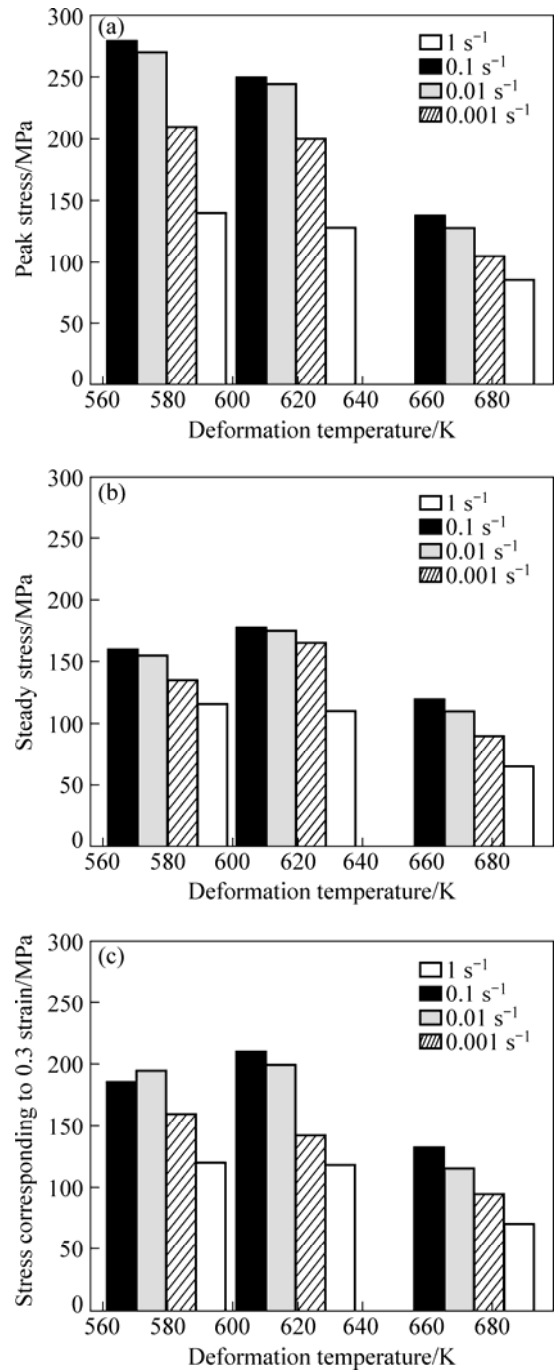 300
(a)
250
200
150
100
50
0
Peak stress/MPa
1 s⁻¹
0.1 s⁻¹
0.01 s⁻¹
0.001 s⁻¹
560 580 600 620 640 660 680
Deformation temperature/K
300
(b)
250
200
150
100
50
0
Steady stress/MPa
1 s⁻¹
0.1 s⁻¹
0.01 s⁻¹
0.001 s⁻¹
560 580 600 620 640 660 680
Deformation temperature/K
300
(c)
250
200
150
100
50
0
Stress corresponding to 0.3 strain/MPa
1 s⁻¹
0.1 s⁻¹
0.01 s⁻¹
0.001 s⁻¹
560 580 600 620 640 660 680
Deformation temperature/K